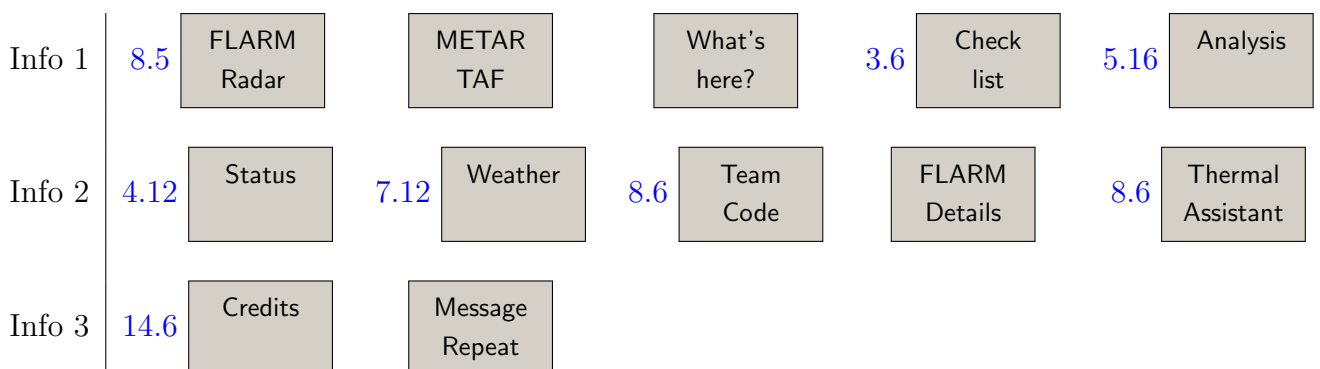 Info 1 8.5 FLARM Radar METAR TAF What's here? 3.6 Check list 5.16 Analysis
Info 2 4.12 Status 7.12 Weather 8.6 Team Code FLARM Details 8.6 Thermal Assistant
Info 3 14.6 Credits Message Repeat